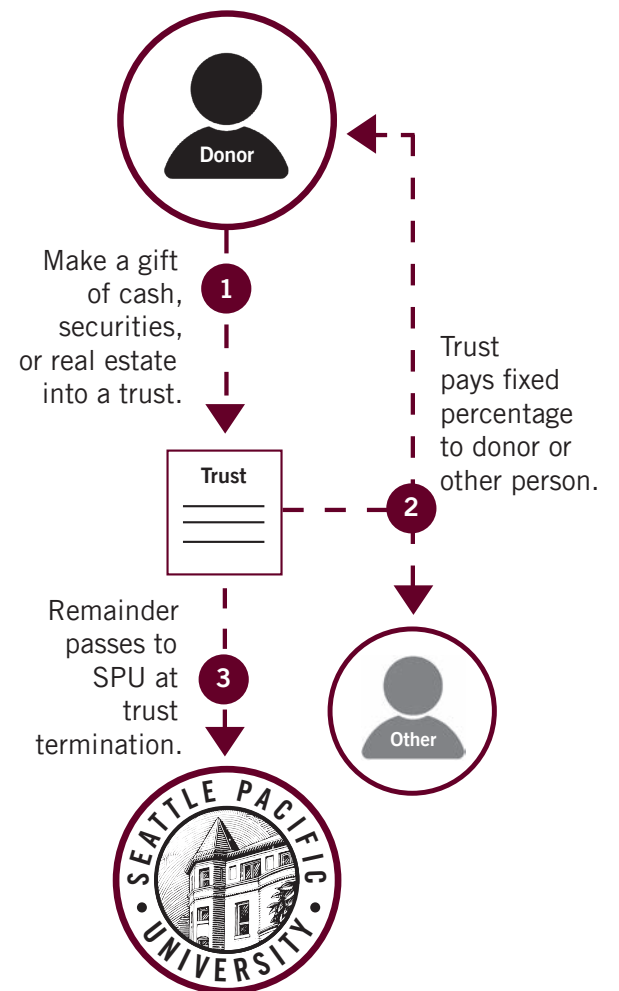 Donor
Make a gift
of cash,
securities,
or real estate
into a trust.
1
Trust
Trust
pays fixed
percentage
to donor or
other person.
2
Other
Remainder
passes to
SPU at
trust
termination.
3
SEATTLE PACIFIC
• UNIVERSITY •